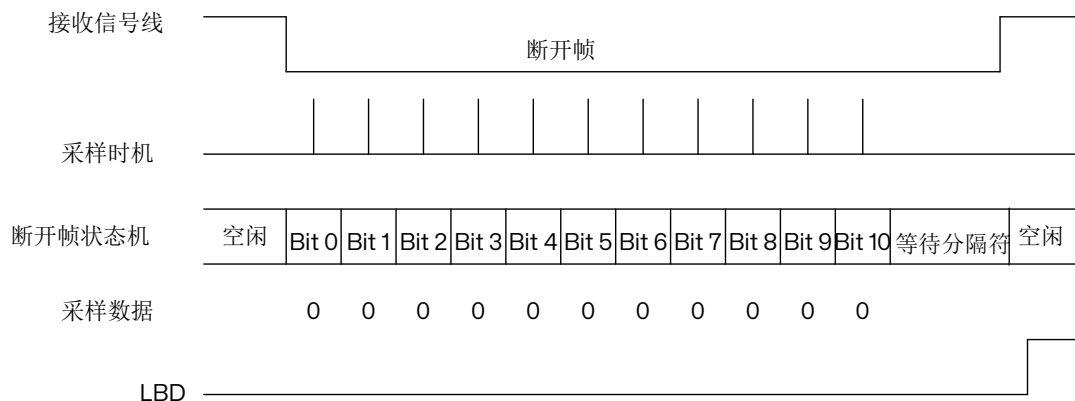 接收信号线
断开帧
采样时机
断开帧状态机 空闲 Bit 0 Bit 1 Bit 2 Bit 3 Bit 4 Bit 5 Bit 6 Bit 7 Bit 8 Bit 9 Bit 10 等待分隔符 空闲
采样数据 0 0 0 0 0 0 0 0 0 0 0
LBD